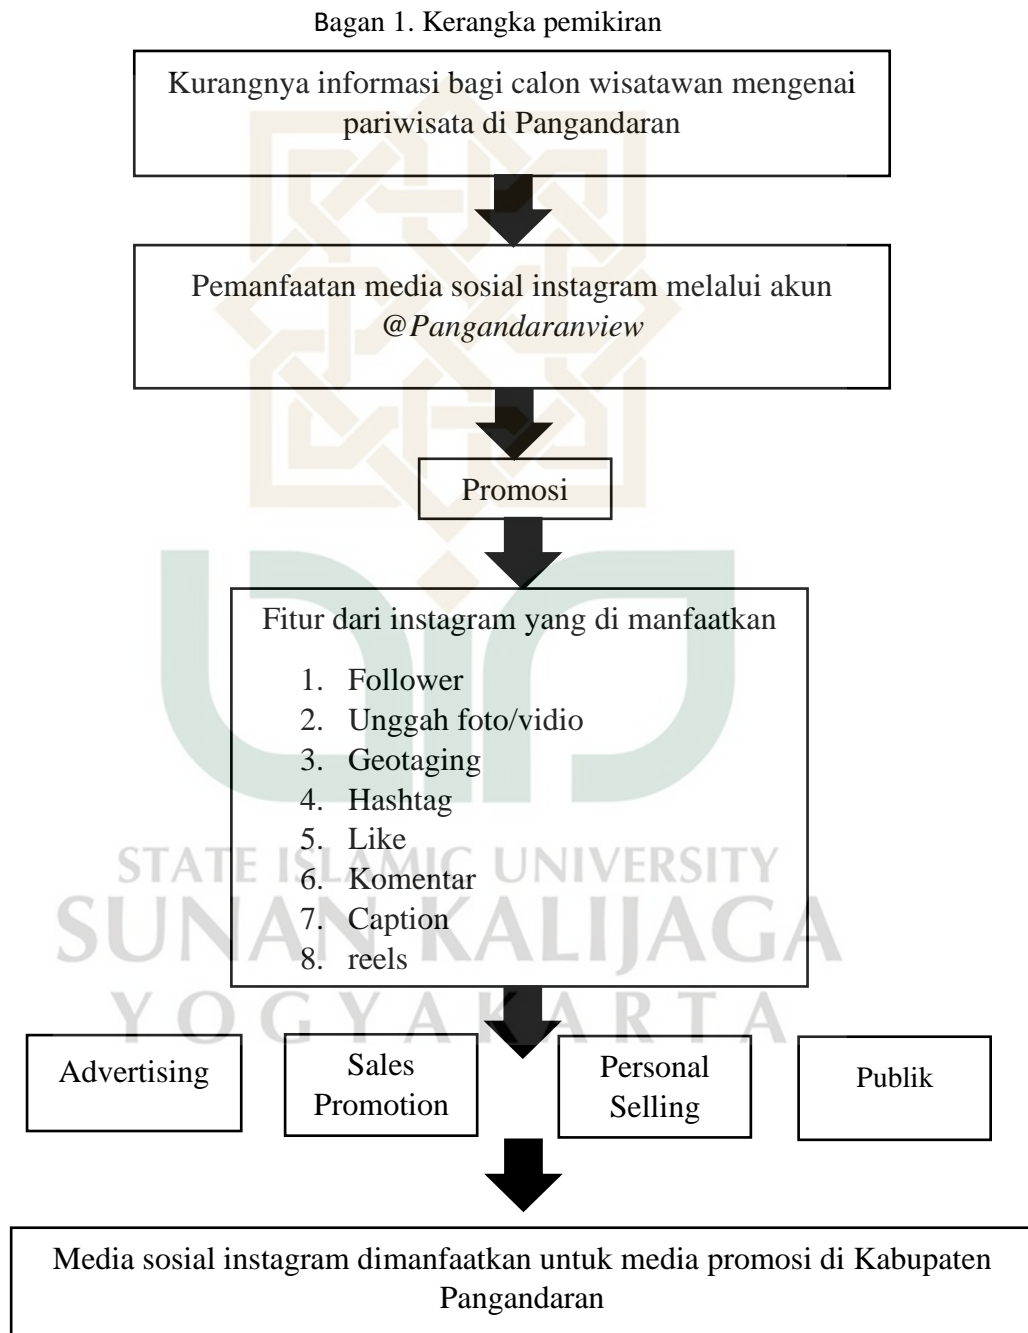 Bagan 1. Kerangka pemikiran
Kurangnya informasi bagi calon wisatawan mengenai
pariwisata di Pangandaran
Pemanfaatan media sosial instagram melalui akun
@Pangandaranview
Promosi
Fitur dari instagram yang di manfaatkan
1. Follower
2. Unggah foto/vidio
3. Geotaging
4. Hashtag
5. Like
6. Komentar
7. Caption
8. reels
STATE ISLAMIC UNIVERSITY
SUNAN KALIJAGA
YOGYAKARTA
Advertising
Sales
Promotion
Personal
Selling
Publik
Media sosial instagram dimanfaatkan untuk media promosi di Kabupaten
Pangandaran